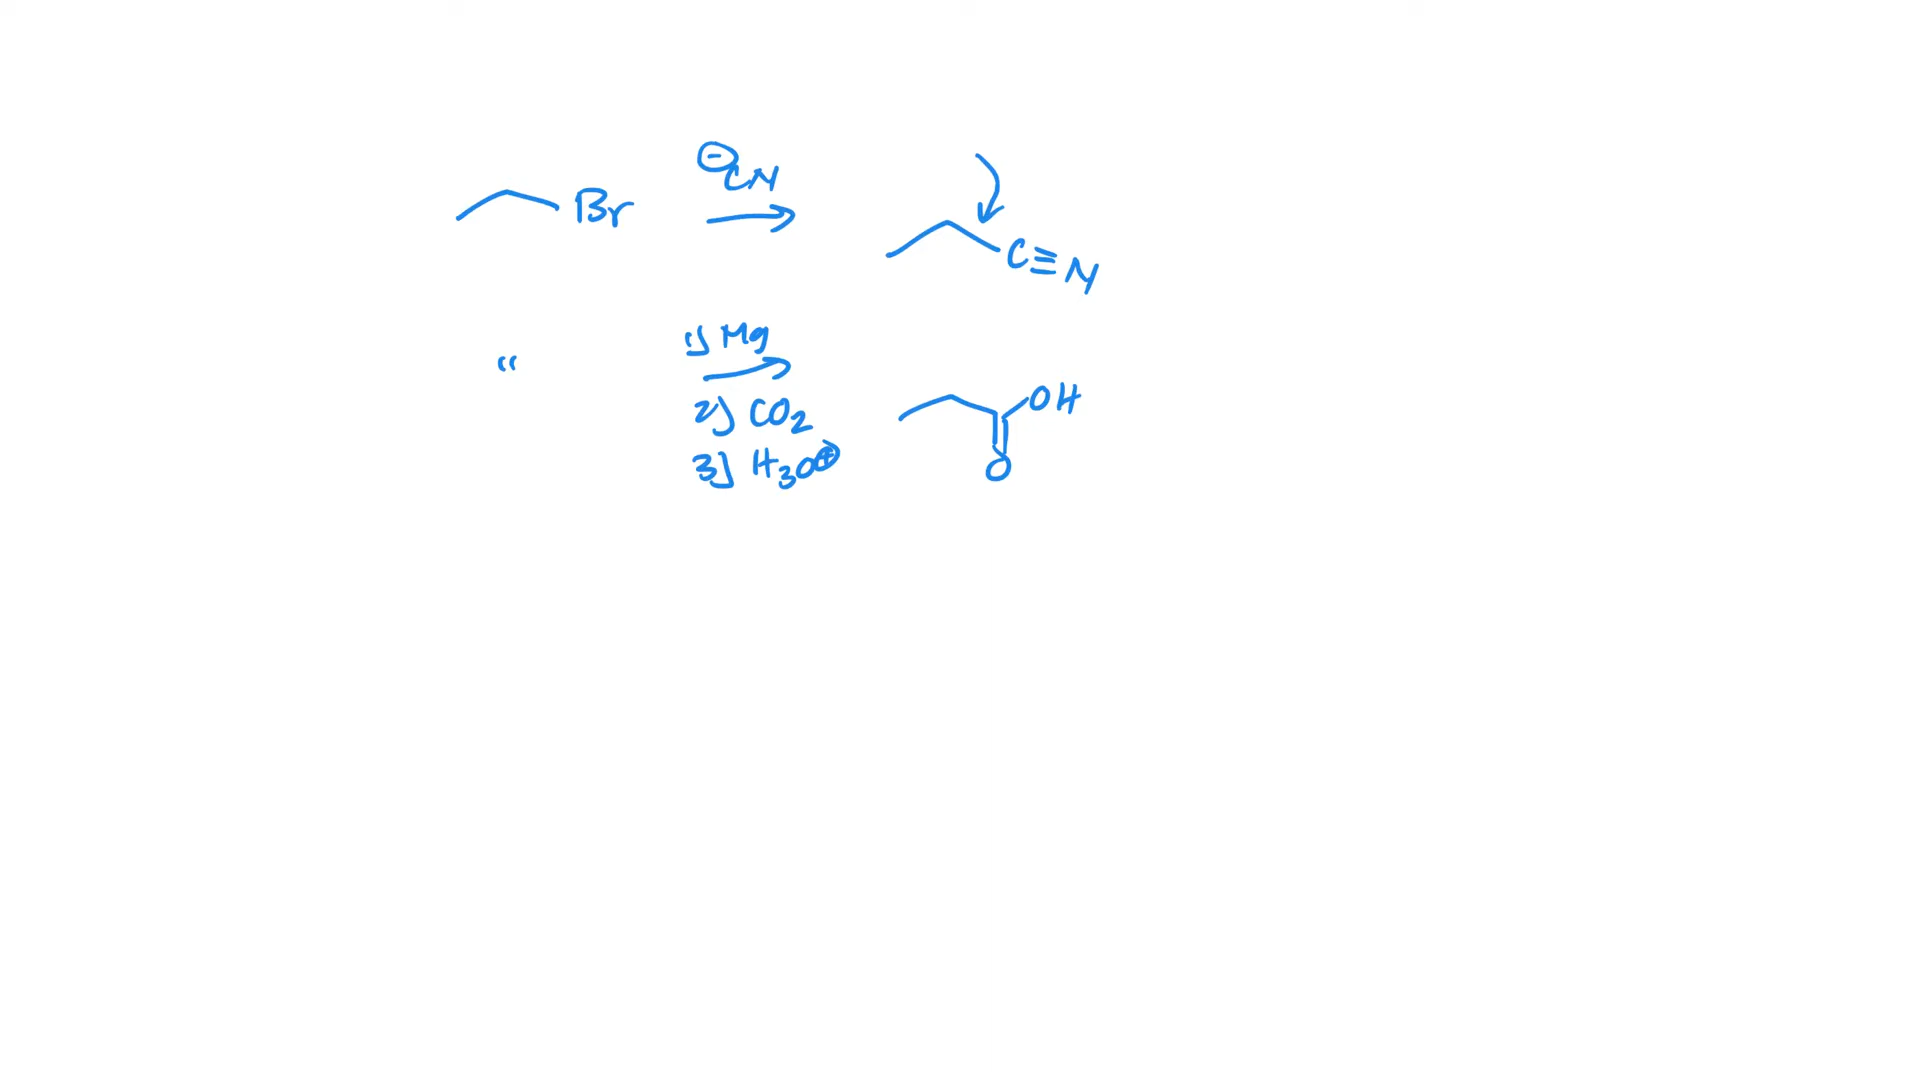 ⊖CN
Br
C≡N
1) Mg
"
2) CO₂
OH
3) H₃O⊕
O